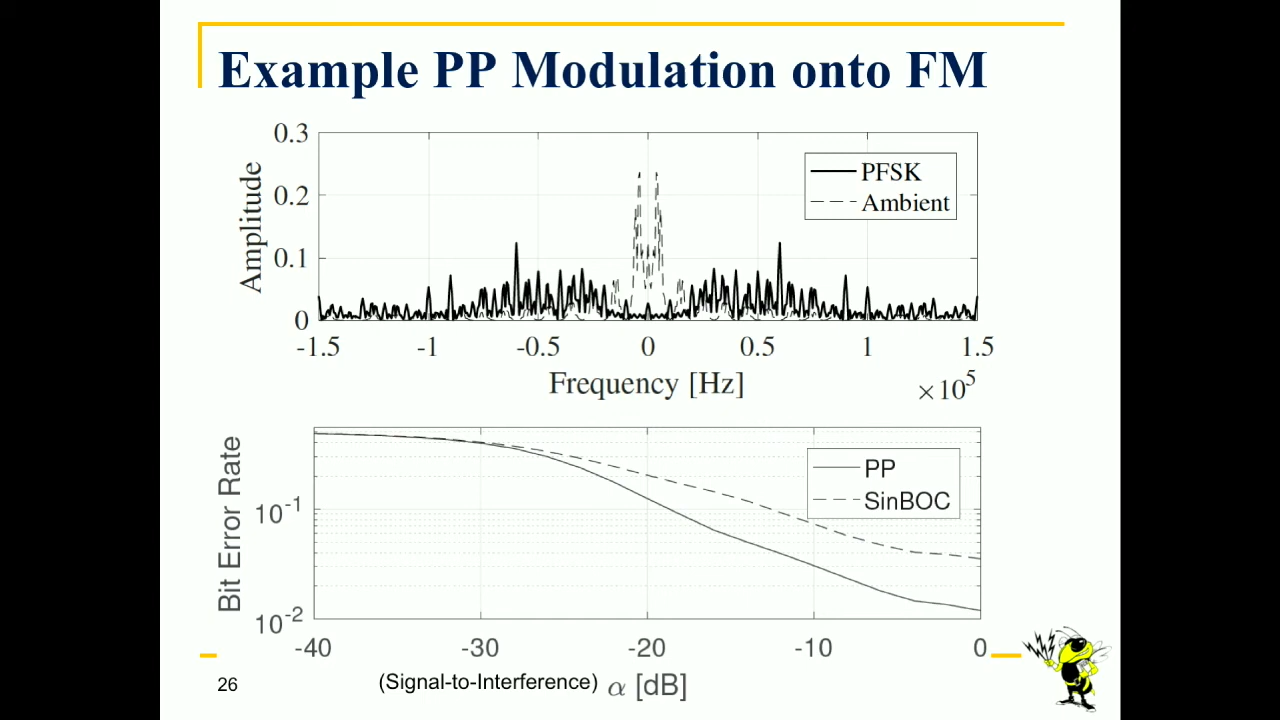 Example PP Modulation onto FM
0.3
0.2
0.1
0
Amplitude
PFSK
Ambient
-1.5 -1 -0.5 0 0.5 1 1.5
Frequency [Hz]
×10^5
Bit Error Rate
10^-1
10^-2
PP
SinBOC
-40 -30 -20 -10 0
(Signal-to-Interference) α [dB]
26